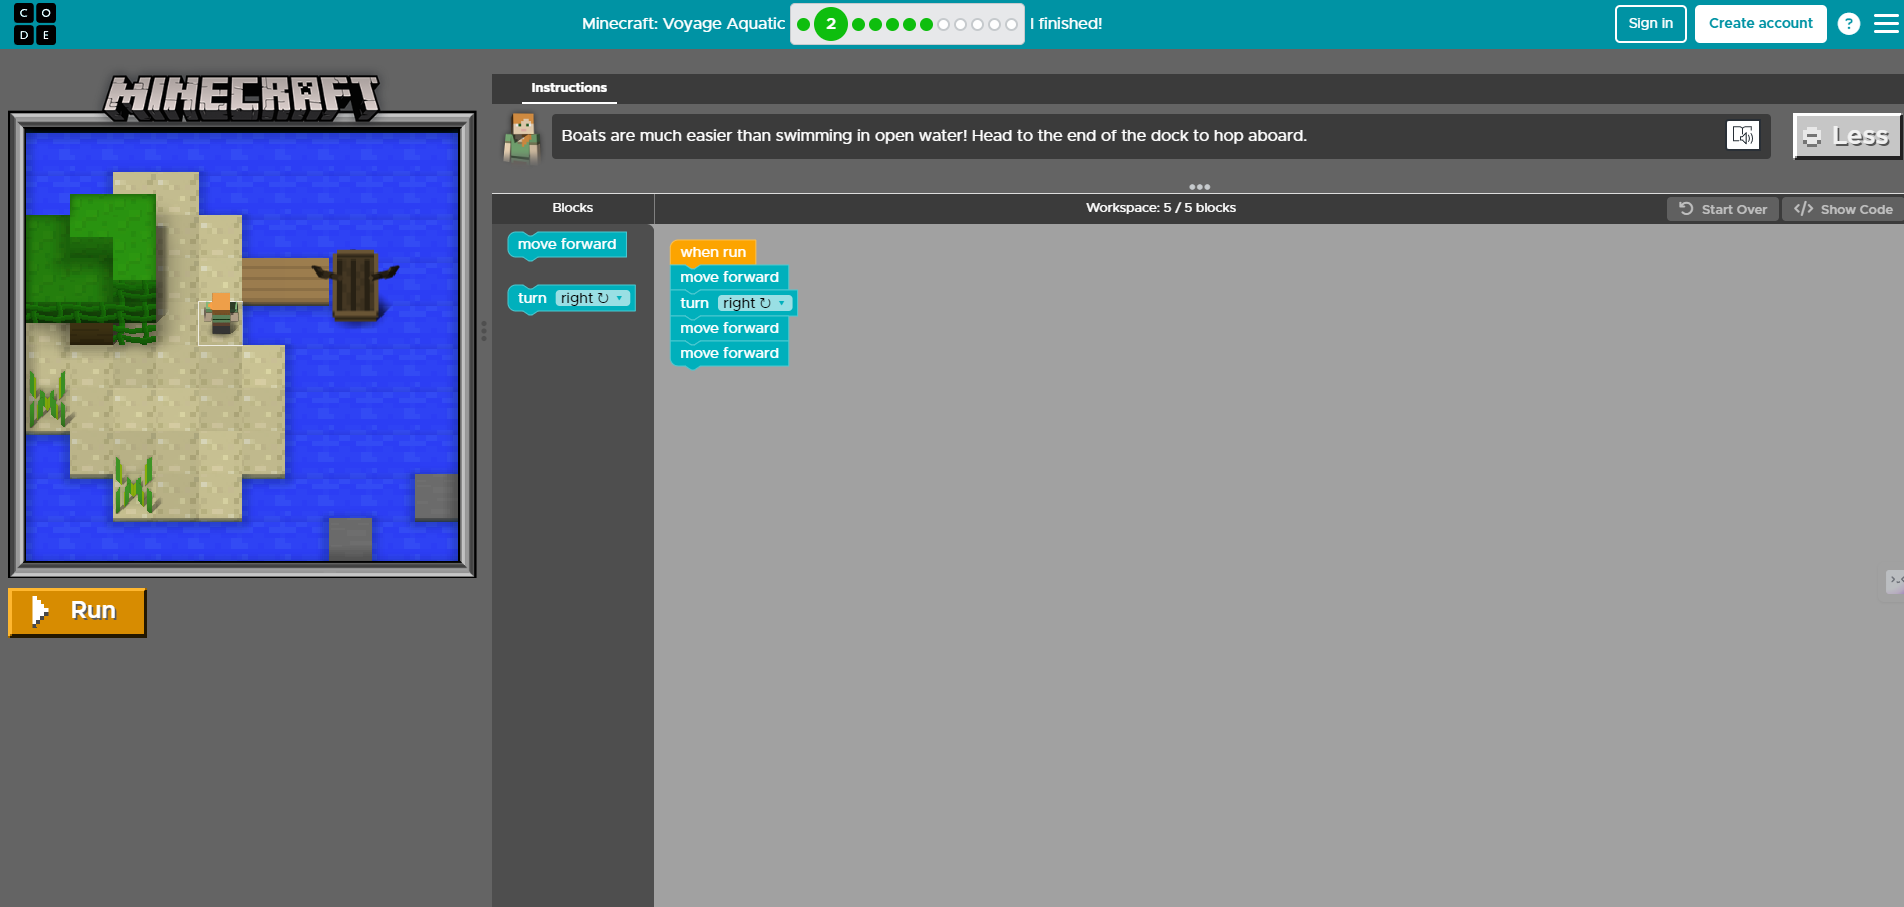 CO
DE
Minecraft: Voyage Aquatic
2
I finished!
Sign in
Create account
?
MINECRAFT
Instructions
Boats are much easier than swimming in open water! Head to the end of the dock to hop aboard.
Less
Blocks
Workspace: 5 / 5 blocks
Start Over
</> Show Code
move forward
turn right ↻
when run
move forward
turn right ↻
move forward
move forward
Run